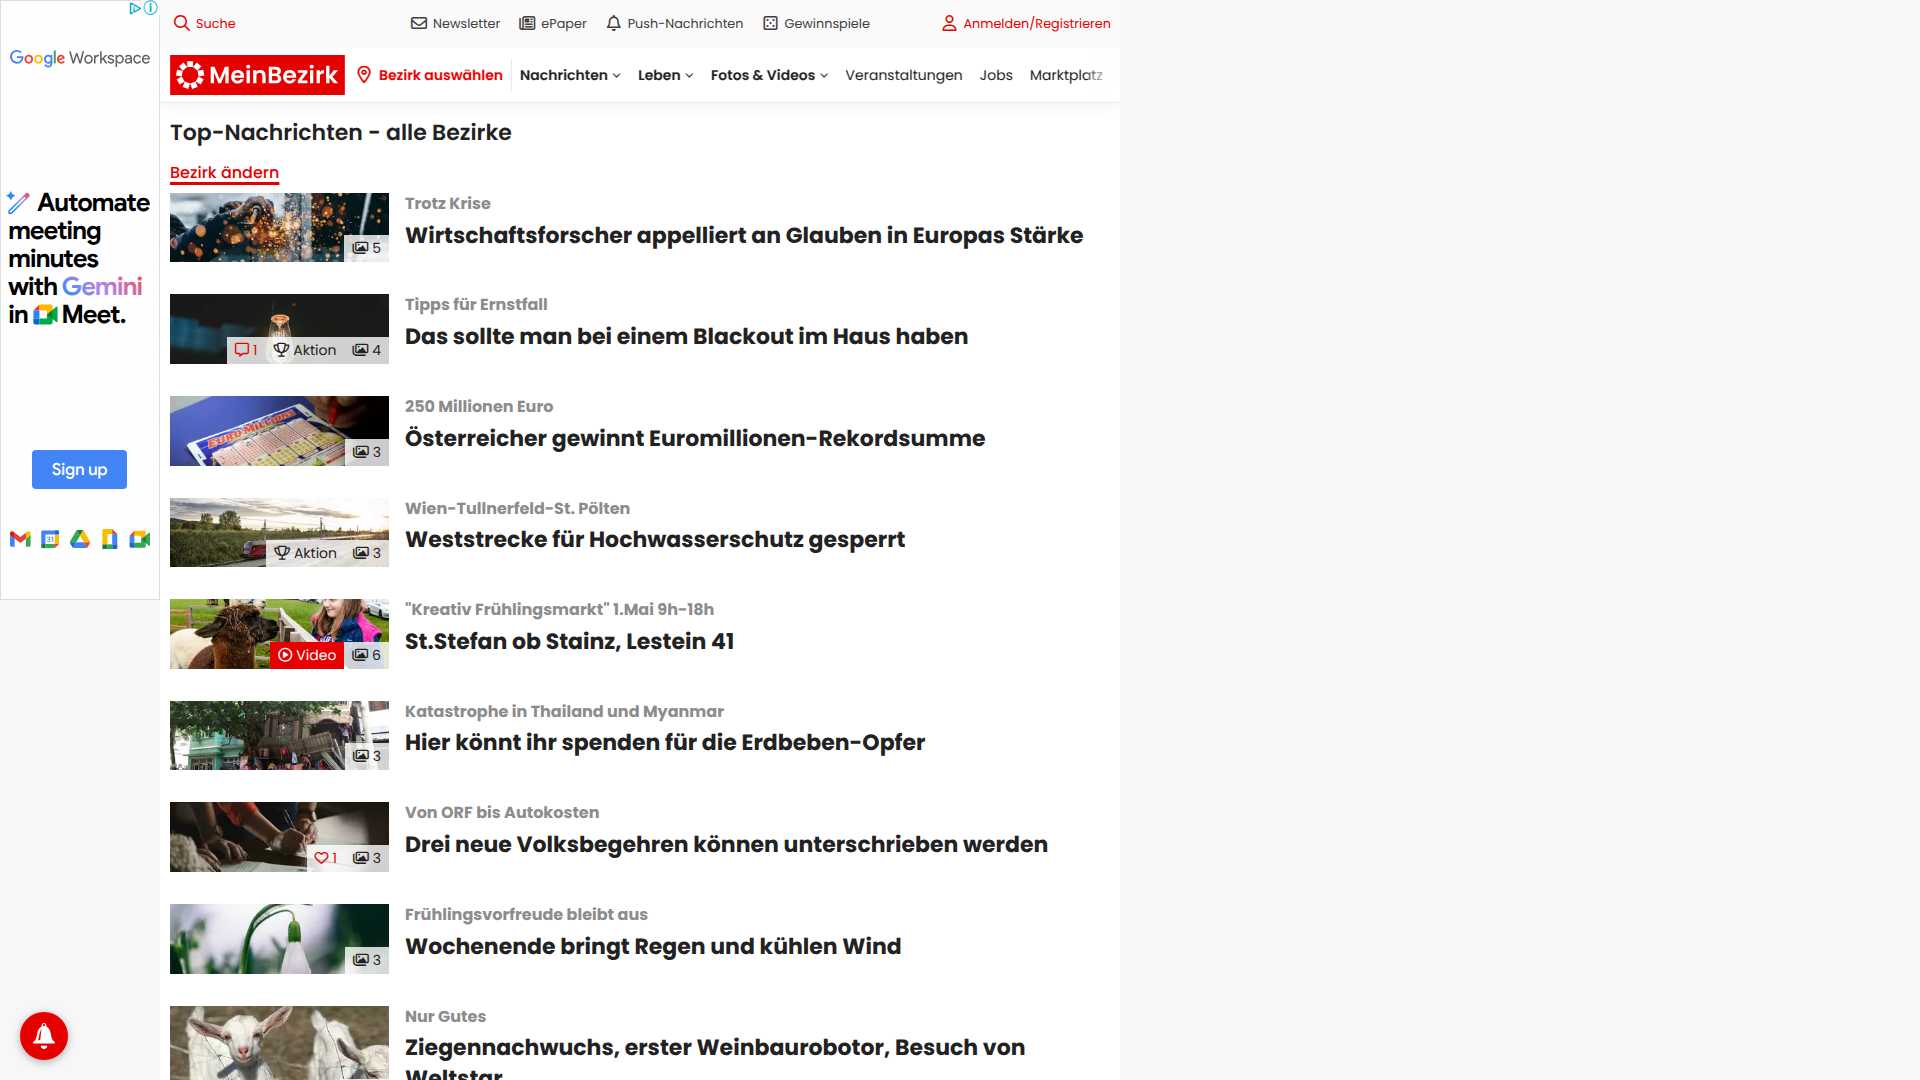 Suche
Newsletter
ePaper
Push-Nachrichten
Gewinnspiele
Anmelden/Registrieren
Google Workspace
Automate
meeting
minutes
with Gemini
in Meet.
Sign up
31
MeinBezirk
Bezirk auswählen
Nachrichten
Leben
Fotos & Videos
Veranstaltungen
Jobs
Marktplatz
Top-Nachrichten - alle Bezirke
Bezirk ändern
5
Trotz Krise
Wirtschaftsforscher appelliert an Glauben in Europas Stärke
1 Aktion 4
Tipps für Ernstfall
Das sollte man bei einem Blackout im Haus haben
EURO MILLIONEN
3
250 Millionen Euro
Österreicher gewinnt Euromillionen-Rekordsumme
Aktion 3
Wien-Tullnerfeld-St. Pölten
Weststrecke für Hochwasserschutz gesperrt
Video 6
"Kreativ Frühlingsmarkt" 1.Mai 9h-18h
St.Stefan ob Stainz, Lestein 41
3
Katastrophe in Thailand und Myanmar
Hier könnt ihr spenden für die Erdbeben-Opfer
1 3
Von ORF bis Autokosten
Drei neue Volksbegehren können unterschrieben werden
3
Frühlingsvorfreude bleibt aus
Wochenende bringt Regen und kühlen Wind
Nur Gutes
Ziegennachwuchs, erster Weinbaurobotor, Besuch von
Weltstar